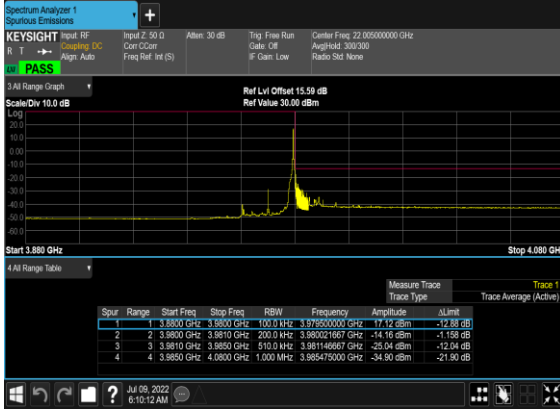 Spectrum Analyzer 1
Spurious Emissions
+
KEYSIGHT Input: RF Input Z: 50 Ω Atten: 30 dB Trig: Free Run Center Freq: 22.005000000 GHz
R T Coupling: DC Corr CCorr Gate: Off Avg|Hold: 300/300
Align: Auto Freq Ref: Int (S) IF Gain: Low Radio Std: None
PASS
3 All Range Graph
Ref Lvl Offset 15.59 dB
Scale/Div 10.0 dB Ref Value 30.00 dBm
Log
20.0
10.0
0.00
-10.0
-20.0
-30.0
-40.0
-50.0
-60.0
Start 3.880 GHz Stop 4.080 GH
4 All Range Table
Measure Trace Trace 1
Trace Type Trace Average (Active)
Spur Range Start Freq Stop Freq RBW Frequency Amplitude ΔLimit
1 1 3.8800 GHz 3.9800 GHz 100.0 kHz 3.979500000 GHz 17.12 dBm -12.88 dB
2 2 3.9800 GHz 3.9810 GHz 200.0 kHz 3.980021667 GHz -14.16 dBm -1.158 dB
3 3 3.9810 GHz 3.9850 GHz 510.0 kHz 3.981146667 GHz -25.04 dBm -12.04 dB
4 4 3.9850 GHz 4.0800 GHz 1.000 MHz 3.985475000 GHz -34.90 dBm -21.90 dB
? Jul 09, 2022
6:10:12 AM